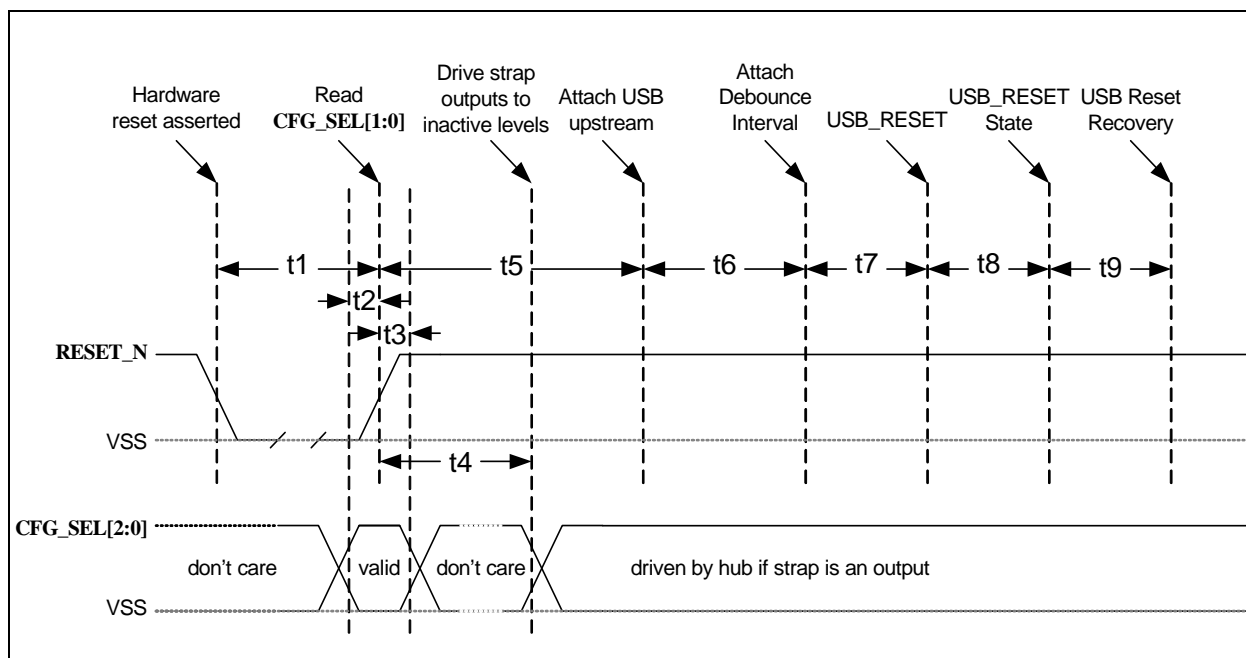 Hardware
reset asserted
Read
CFG_SEL[1:0]
Drive strap
outputs to
inactive levels
Attach USB
upstream
Attach
Debounce
Interval
USB_RESET
USB_RESET
State
USB Reset
Recovery
t1
t5
t6
t7
t8
t9
t2
t3
RESET_N
VSS
t4
CFG_SEL[2:0]
don't care
valid
don't care
driven by hub if strap is an output
VSS